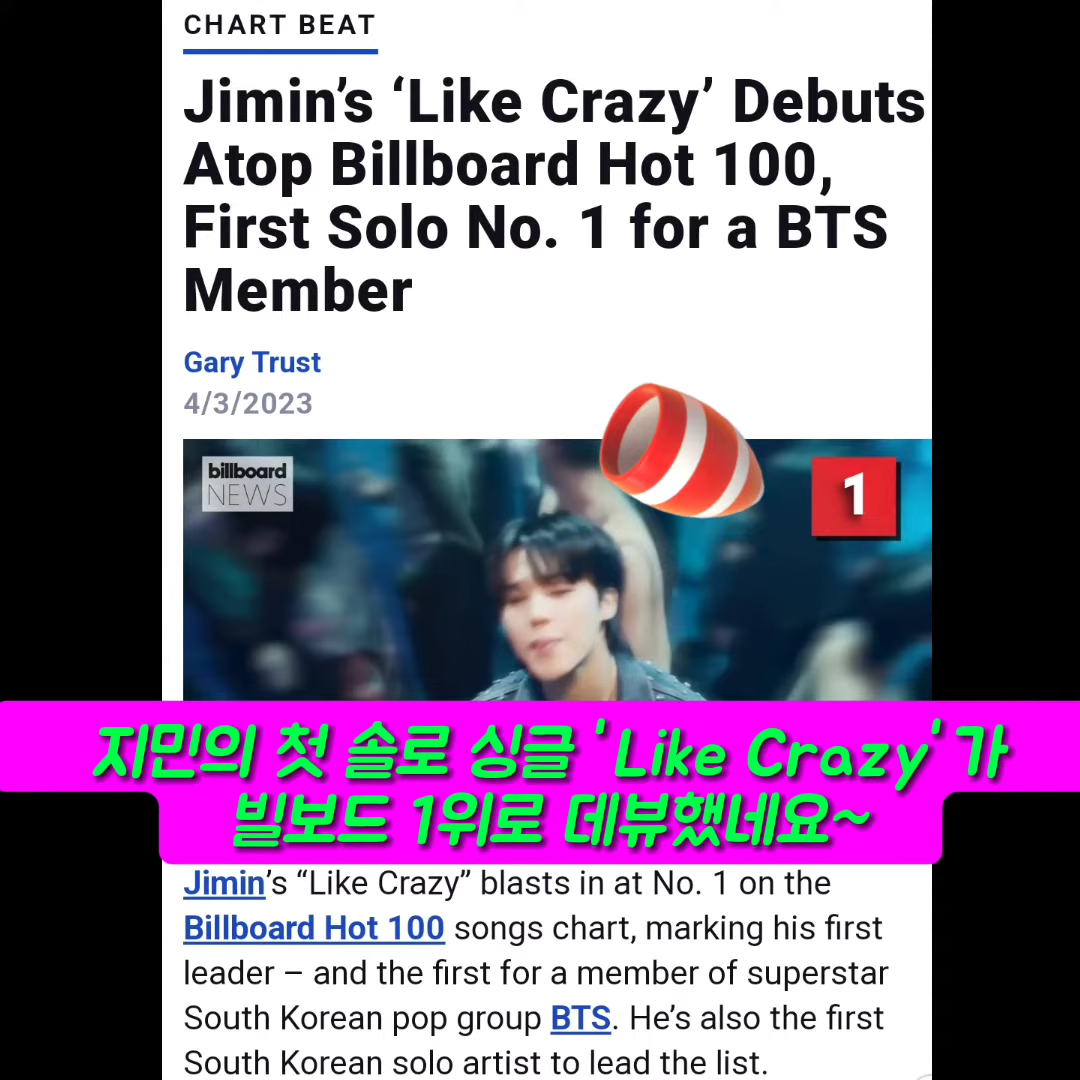 CHART BEAT
Jimin’s ‘Like Crazy’ Debuts
Atop Billboard Hot 100,
First Solo No. 1 for a BTS
Member
Gary Trust
4/3/2023
billboard
NEWS
1
지민의 첫 솔로 싱글 'Like Crazy'가
빌보드 1위로 데뷔했네요~
Jimin’s “Like Crazy” blasts in at No. 1 on the
Billboard Hot 100 songs chart, marking his first
leader – and the first for a member of superstar
South Korean pop group BTS. He’s also the first
South Korean solo artist to lead the list.